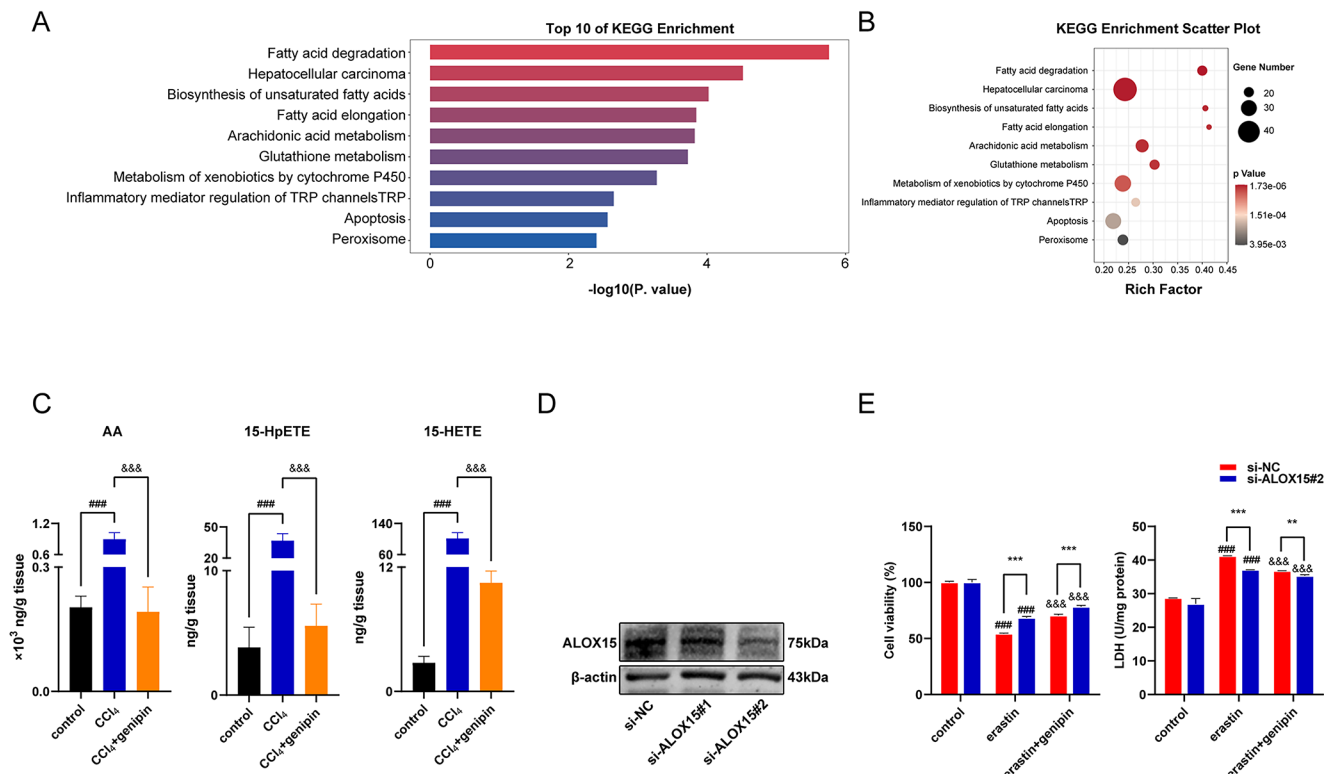 A
Top 10 of KEGG Enrichment
Fatty acid degradation
Hepatocellular carcinoma
Biosynthesis of unsaturated fatty acids
Fatty acid elongation
Arachidonic acid metabolism
Glutathione metabolism
Metabolism of xenobiotics by cytochrome P450
Inflammatory mediator regulation of TRP channelsTRP
Apoptosis
Peroxisome
0 2 4 6
-log10(P. value)
B
KEGG Enrichment Scatter Plot
Fatty acid degradation
Hepatocellular carcinoma
Biosynthesis of unsaturated fatty acids
Fatty acid elongation
Arachidonic acid metabolism
Glutathione metabolism
Metabolism of xenobiotics by cytochrome P450
Inflammatory mediator regulation of TRP channelsTRP
Apoptosis
Peroxisome
0.20 0.25 0.30 0.35 0.40 0.45
Rich Factor
Gene Number
20
30
40
p Value
1.73e-06
1.51e-04
3.95e-03
C
AA
&&&
###
1.2
0.6
0.3
0.0
×10³ ng/g tissue
control
CCl₄
CCl₄+genipin
15-HpETE
&&&
###
50
20
10
0
ng/g tissue
control
CCl₄
CCl₄+genipin
15-HETE
&&&
###
140
60
12
0
ng/g tissue
control
CCl₄
CCl₄+genipin
D
ALOX15
75kDa
β-actin
43kDa
si-NC
si-ALOX15#1
si-ALOX15#2
E
si-NC
si-ALOX15#2
150
100
50
0
Cell viability (%)
***
***
### ###
&&& &&&
control
erastin
erastin+genipin
50
40
30
20
10
0
LDH (U/mg protein)
***
**
### ###
&&& &&&
control
erastin
erastin+genipin